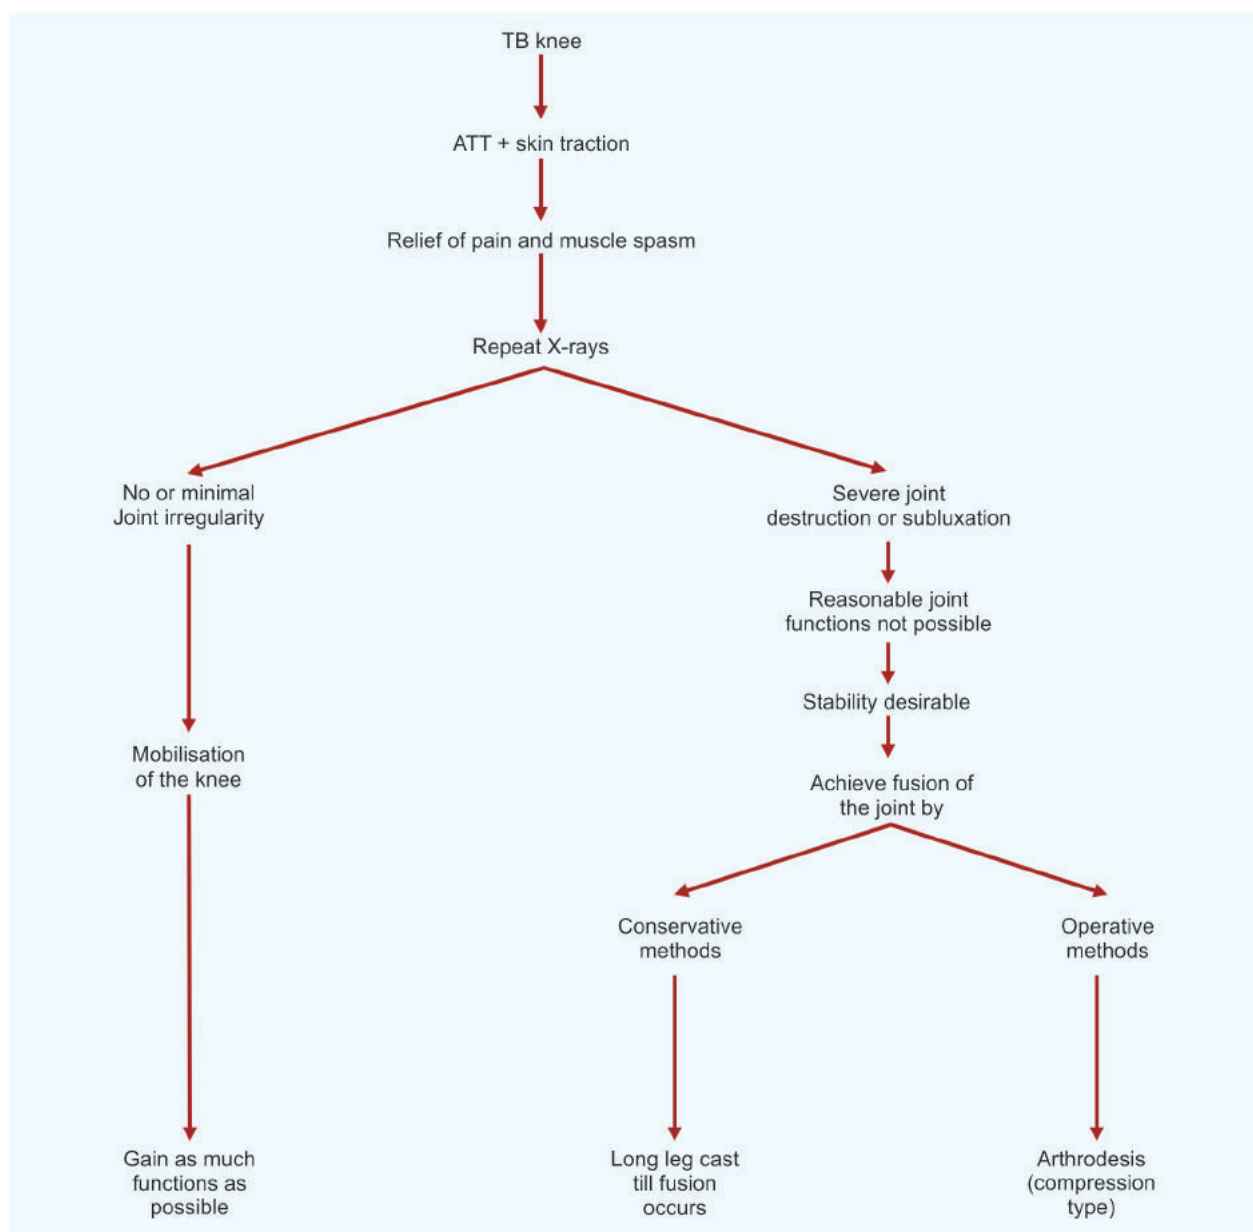 TB knee
ATT + skin traction
Relief of pain and muscle spasm
Repeat X-rays
No or minimal
Joint irregularity
Mobilisation
of the knee
Gain as much
functions as
possible
Severe joint
destruction or subluxation
Reasonable joint
functions not possible
Stability desirable
Achieve fusion of
the joint by
Conservative
methods
Long leg cast
till fusion
occurs
Operative
methods
Arthrodesis
(compression
type)